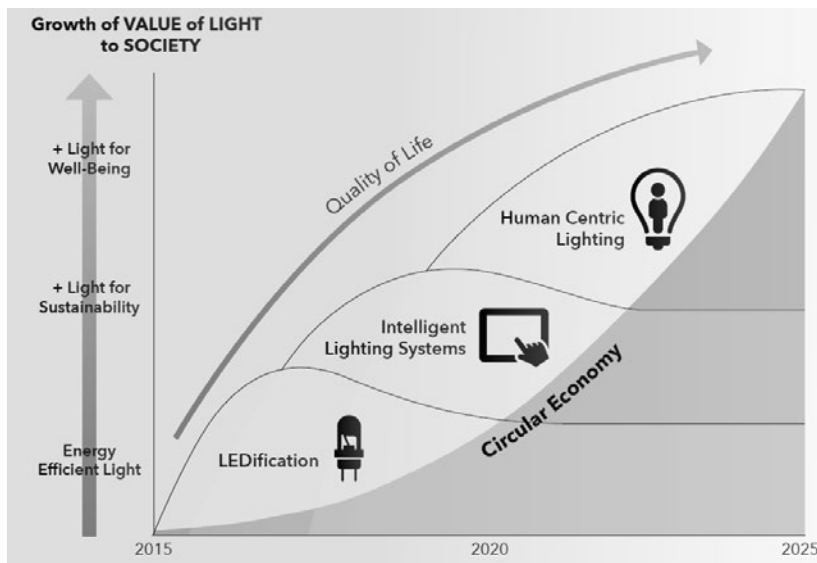 Growth of VALUE of LIGHT
to SOCIETY
+ Light for
Well-Being
Quality of Life
Human Centric
Lighting
+ Light for
Sustainability
Intelligent
Lighting Systems
Circular Economy
Energy
Efficient Light
LEDification
2015
2020
2025